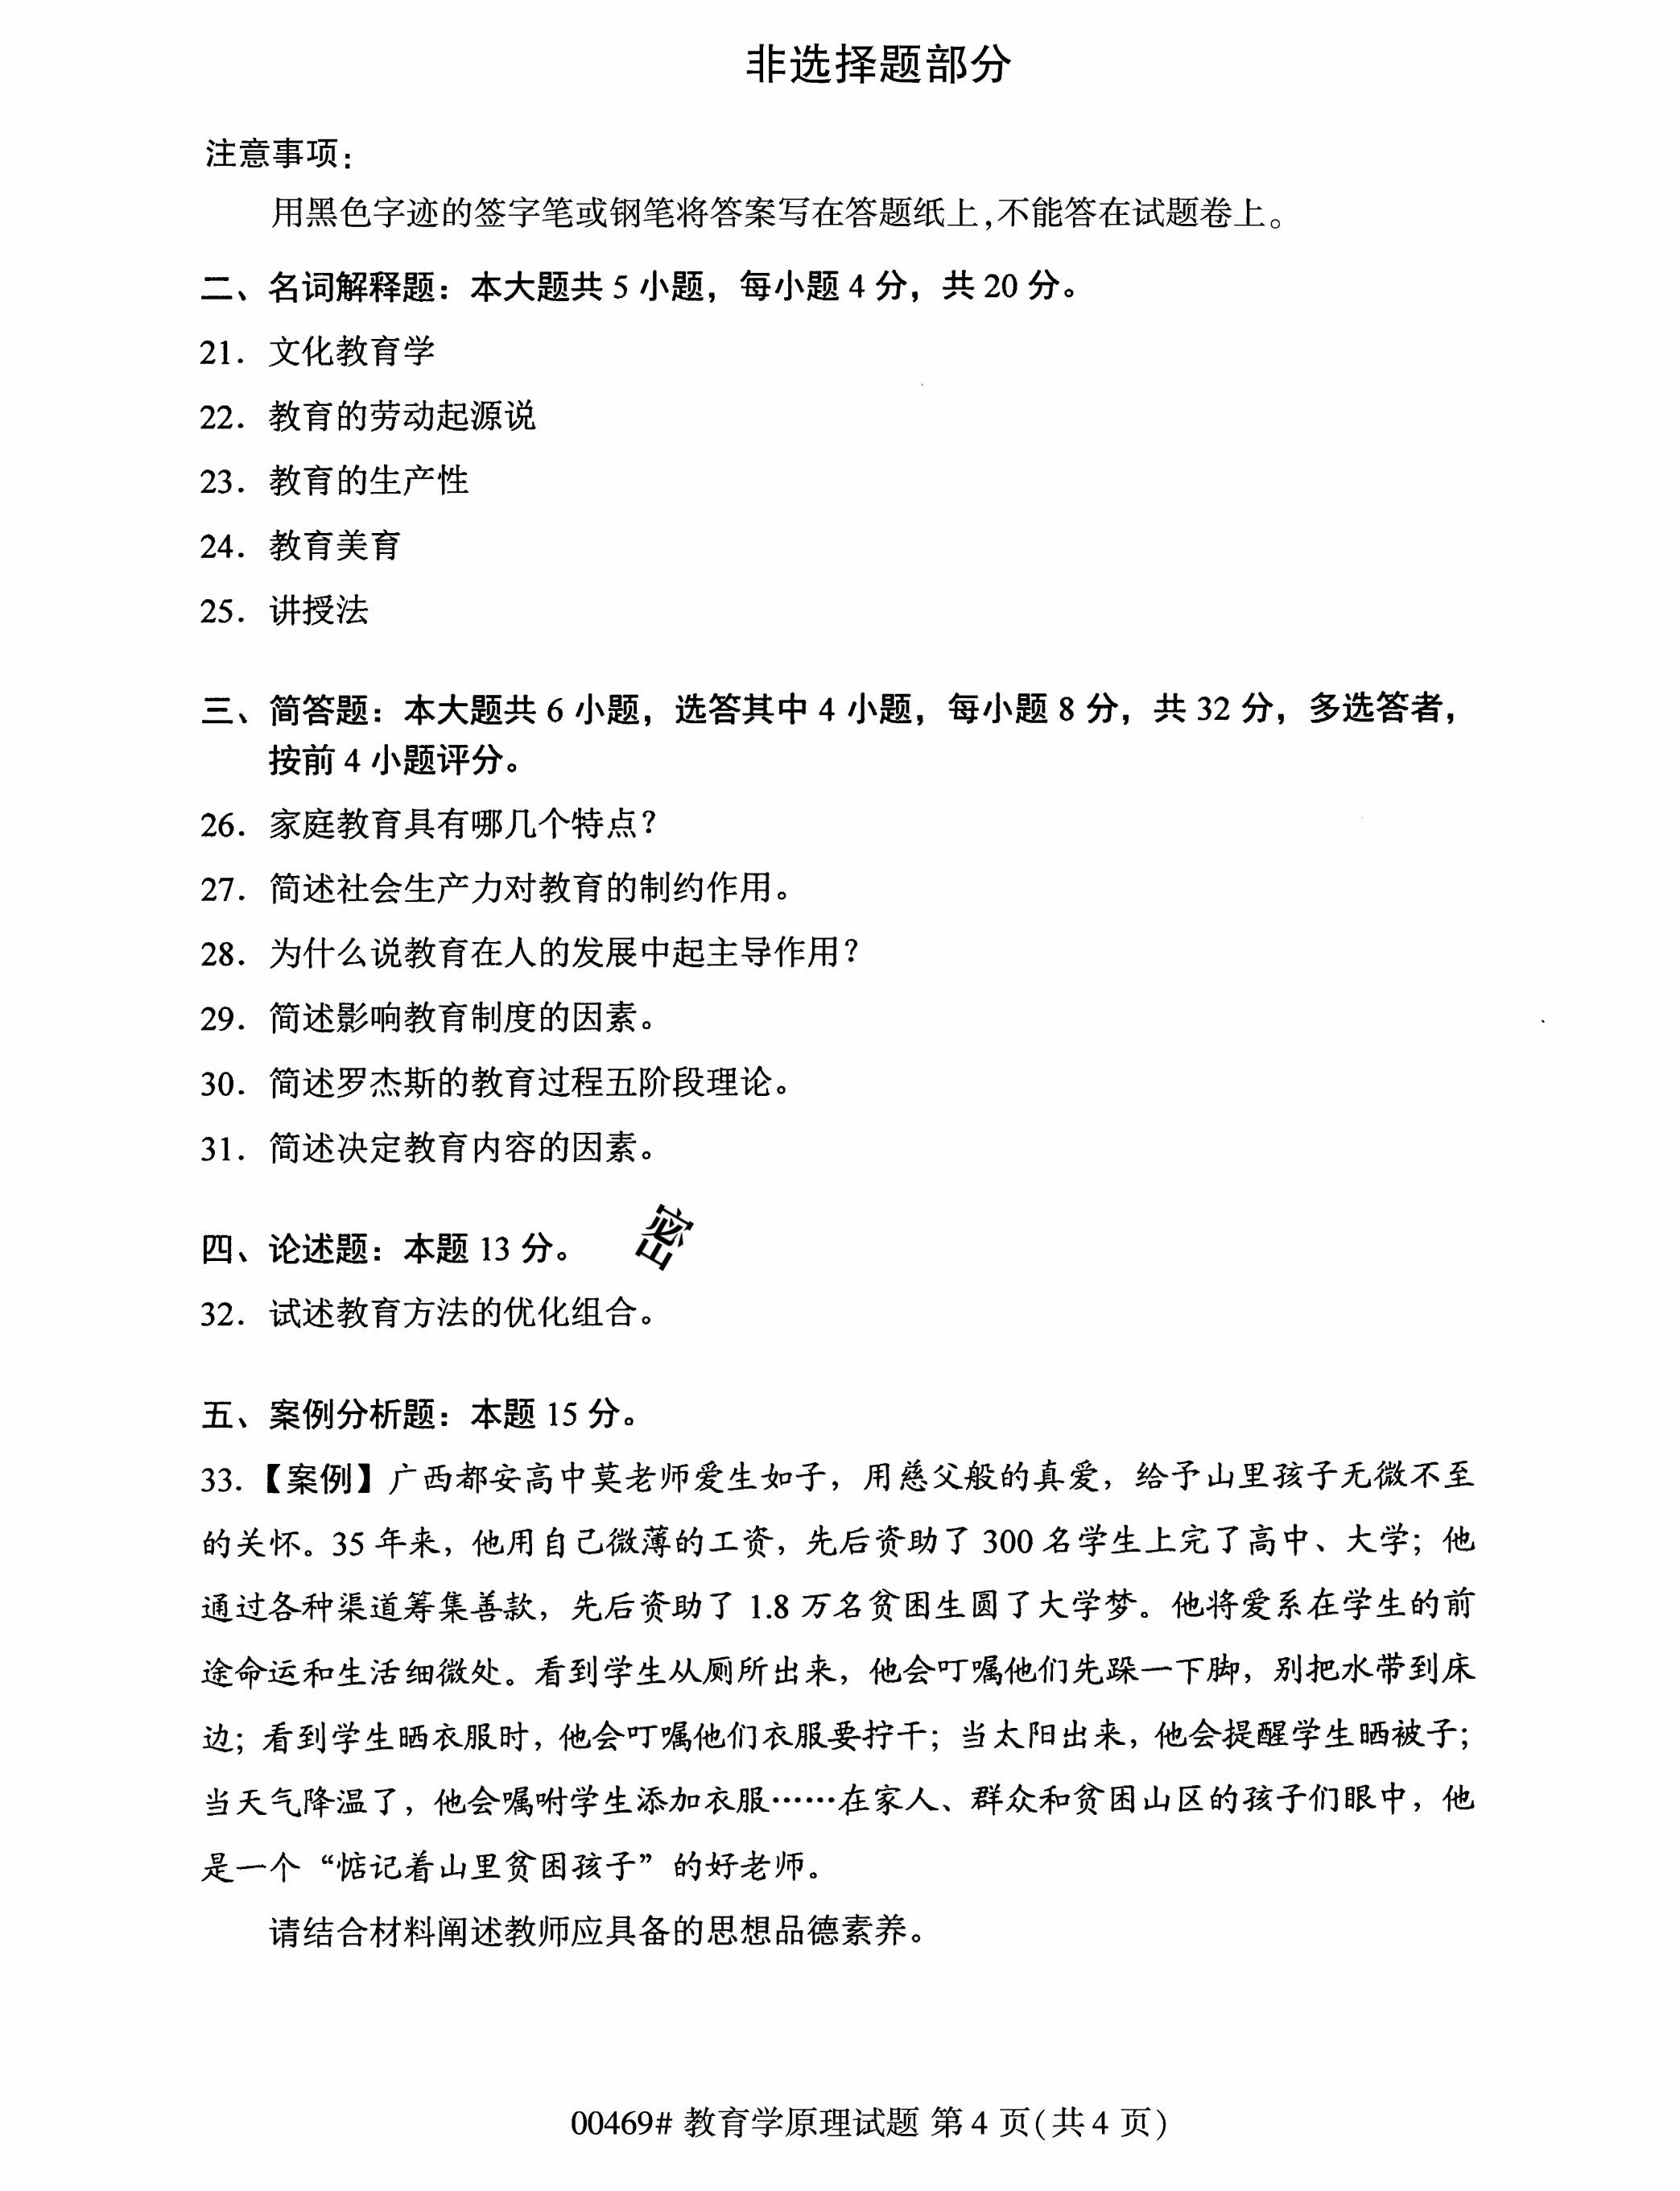 非选择题部分
注意事项：
用黑色字迹的签字笔或钢笔将答案写在答题纸上,不能答在试题卷上。
二、名词解释题：本大题共 5 小题，每小题 4 分，共 20 分。
21. 文化教育学
22. 教育的劳动起源说
23. 教育的生产性
24. 教育美育
25. 讲授法
三、简答题：本大题共 6 小题，选答其中 4 小题，每小题 8 分，共 32 分，多选答者，
按前 4 小题评分。
26. 家庭教育具有哪几个特点？
27. 简述社会生产力对教育的制约作用。
28. 为什么说教育在人的发展中起主导作用？
29. 简述影响教育制度的因素。
30. 简述罗杰斯的教育过程五阶段理论。
31. 简述决定教育内容的因素。
四、论述题：本题 13 分。 密
32. 试述教育方法的优化组合。
五、案例分析题：本题 15 分。
33.【案例】广西都安高中莫老师爱生如子，用慈父般的真爱，给予山里孩子无微不至
的关怀。35 年来，他用自己微薄的工资，先后资助了 300 名学生上完了高中、大学；他
通过各种渠道筹集善款，先后资助了 1.8 万名贫困生圆了大学梦。他将爱系在学生的前
途命运和生活细微处。看到学生从厕所出来，他会叮嘱他们先跺一下脚，别把水带到床
边；看到学生晒衣服时，他会叮嘱他们衣服要拧干；当太阳出来，他会提醒学生晒被子；
当天气降温了，他会嘱咐学生添加衣服……在家人、群众和贫困山区的孩子们眼中，他
是一个“惦记着山里贫困孩子”的好老师。
请结合材料阐述教师应具备的思想品德素养。
00469# 教育学原理试题 第 4 页(共 4 页)